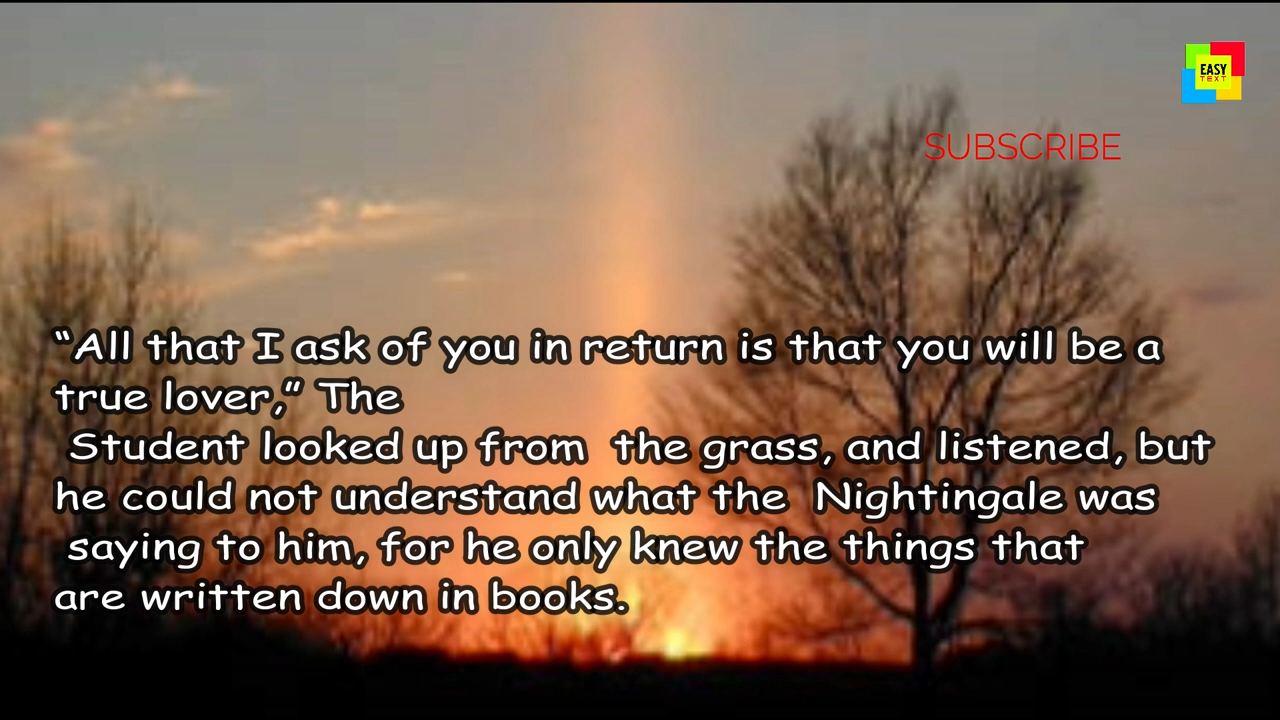 EASY
TEXT
SUBSCRIBE
“All that I ask of you in return is that you will be a
true lover,” The
Student looked up from the grass, and listened, but
he could not understand what the Nightingale was
saying to him, for he only knew the things that
are written down in books.